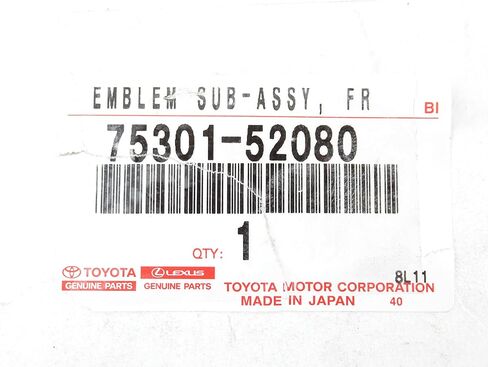 EMBLEM SUB-ASSY, FR
BI
75301-52080
QTY: 1
TOYOTA LEXUS
GENUINE PARTS GENUINE PARTS
8L11
TOYOTA MOTOR CORPORATION
MADE IN JAPAN 40